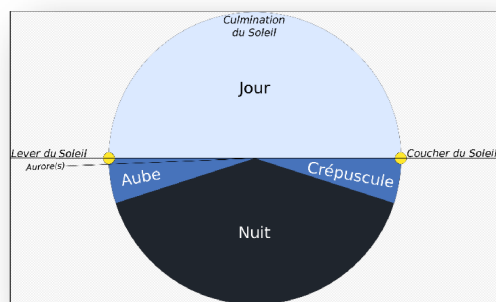 Culmination
du Soleil
Jour
Lever du Soleil
Coucher du Soleil
Aurore(s)
Aube
Crépuscule
Nuit